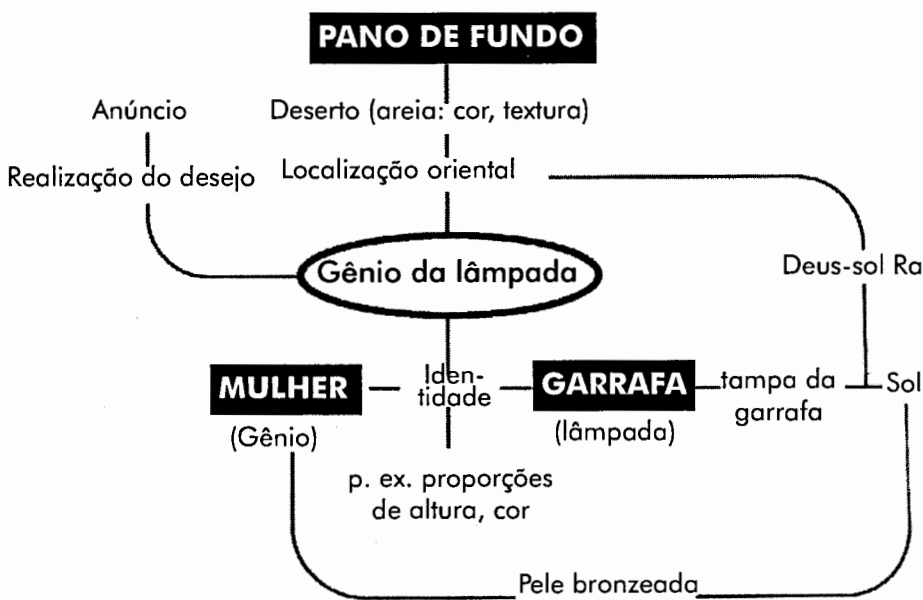 PANO DE FUNDO
Anúncio
Deserto (areia: cor, textura)
Realização do desejo
Localização oriental
Gênio da lâmpada
Deus-sol Ra
MULHER
(Gênio)
Iden-
tidade
GARRAFA
(lâmpada)
tampa da
garrafa
Sol
p. ex. proporções
de altura, cor
Pele bronzeada